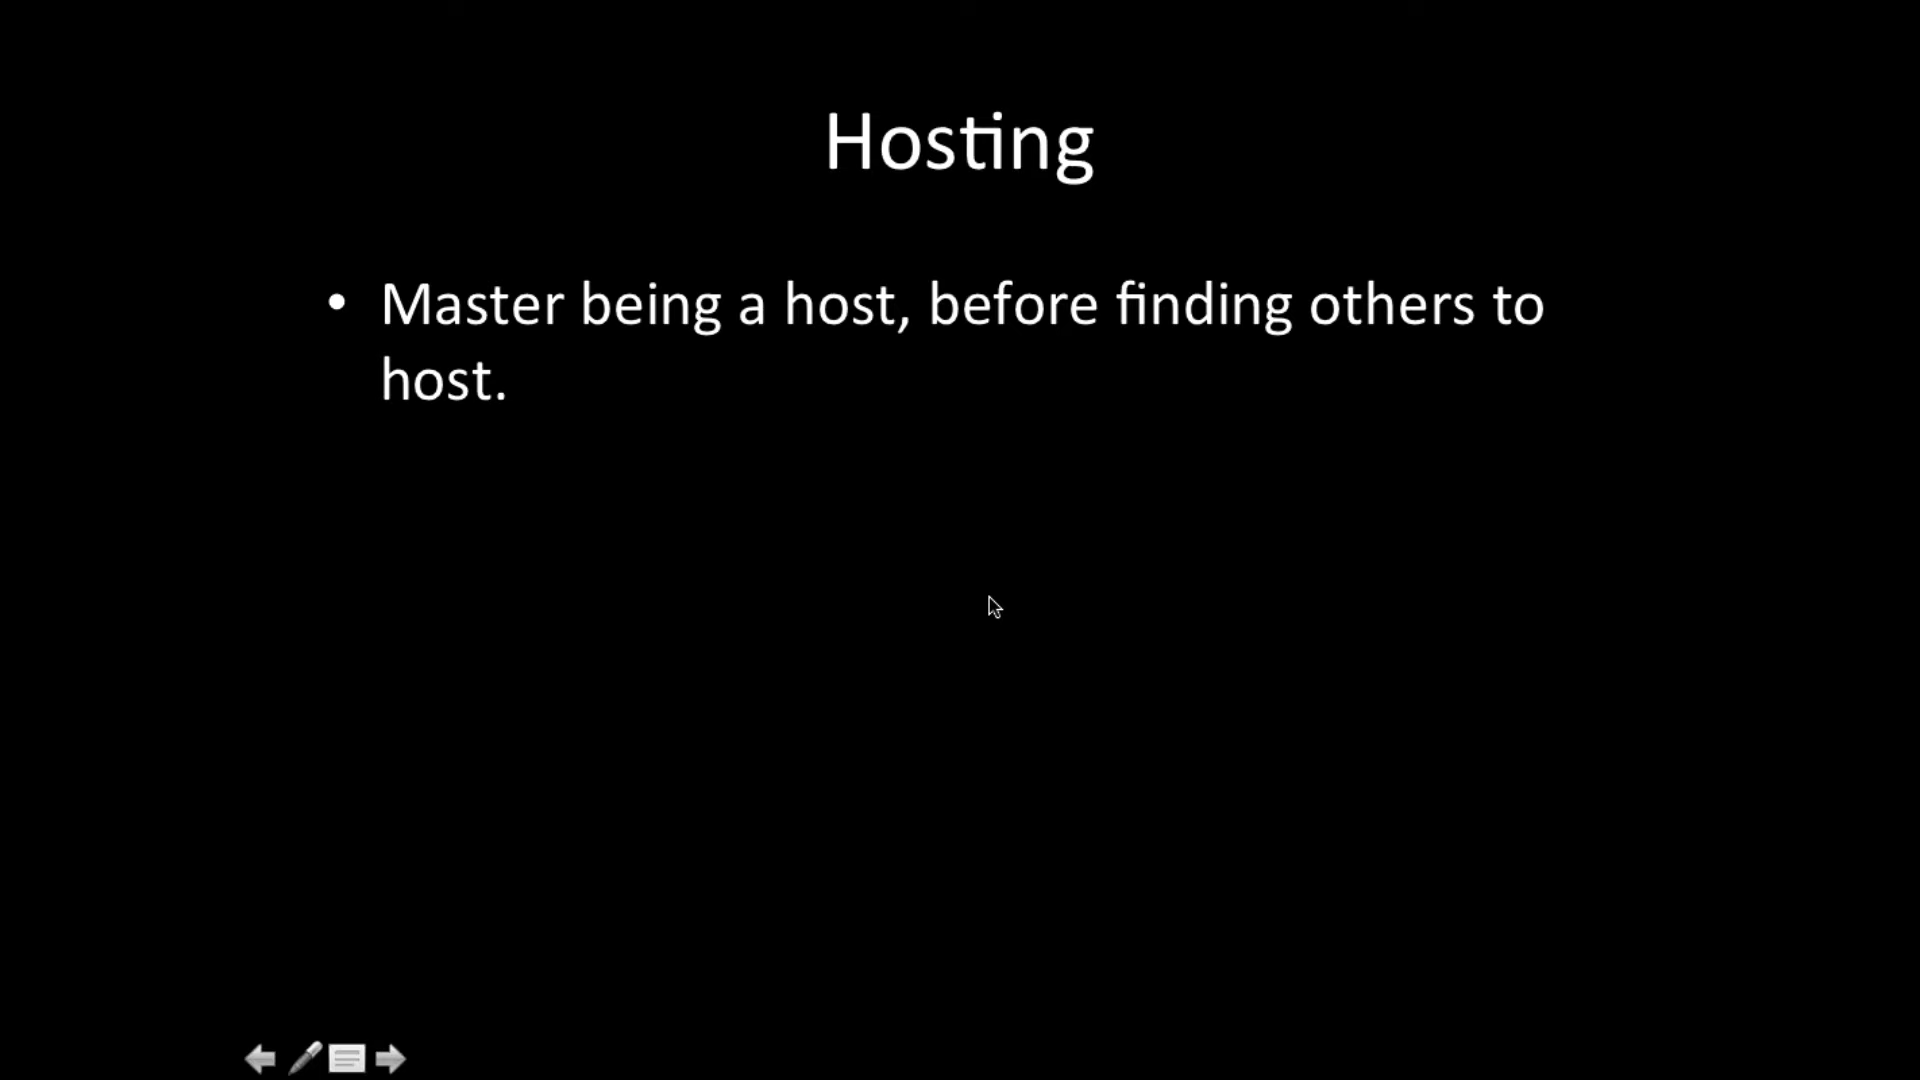 Hosting
• Master being a host, before finding others to
host.